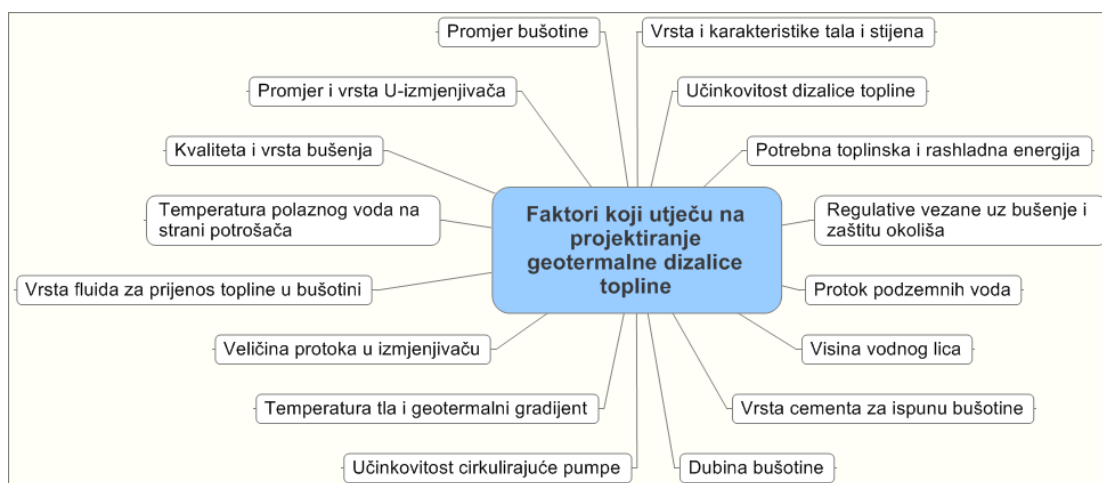 Promjer bušotine
Vrsta i karakteristike tala i stijena
Promjer i vrsta U-izmjenjivača
Učinkovitost dizalice topline
Kvaliteta i vrsta bušenja
Potrebna toplinska i rashladna energija
Temperatura polaznog voda na
strani potrošača
Faktori koji utječu na
projektiranje
geotermalne dizalice
topline
Regulative vezane uz bušenje i
zaštitu okoliša
Vrsta fluida za prijenos topline u bušotini
Protok podzemnih voda
Veličina protoka u izmjenjivaču
Visina vodnog lica
Temperatura tla i geotermalni gradijent
Vrsta cementa za ispunu bušotine
Učinkovitost cirkulirajuće pumpe
Dubina bušotine